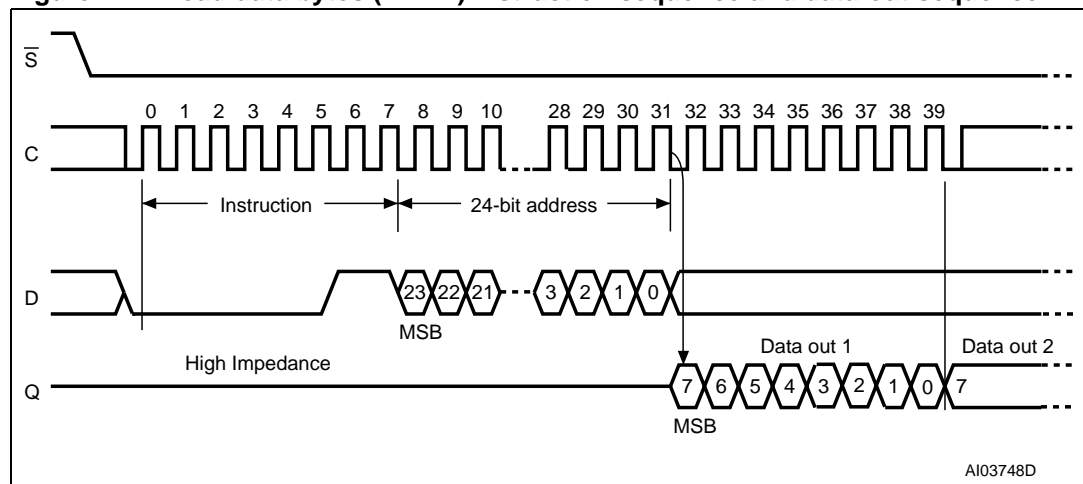 S
0 1 2 3 4 5 6 7 8 9 10 28 29 30 31 32 33 34 35 36 37 38 39
C
Instruction 24-bit address
D
23 22 21 3 2 1 0
MSB
High Impedance
Data out 1 Data out 2
Q
7 6 5 4 3 2 1 0 7
MSB
AI03748D